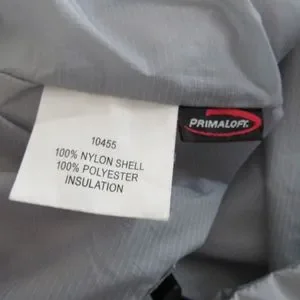 10455
100% NYLON SHELL
100% POLYESTER
INSULATION
PRIMALOFT